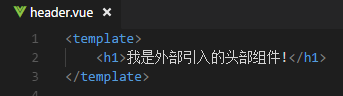 header.vue ×
1 <template>
2     <h1>我是外部引入的头部组件!</h1>
3 </template>